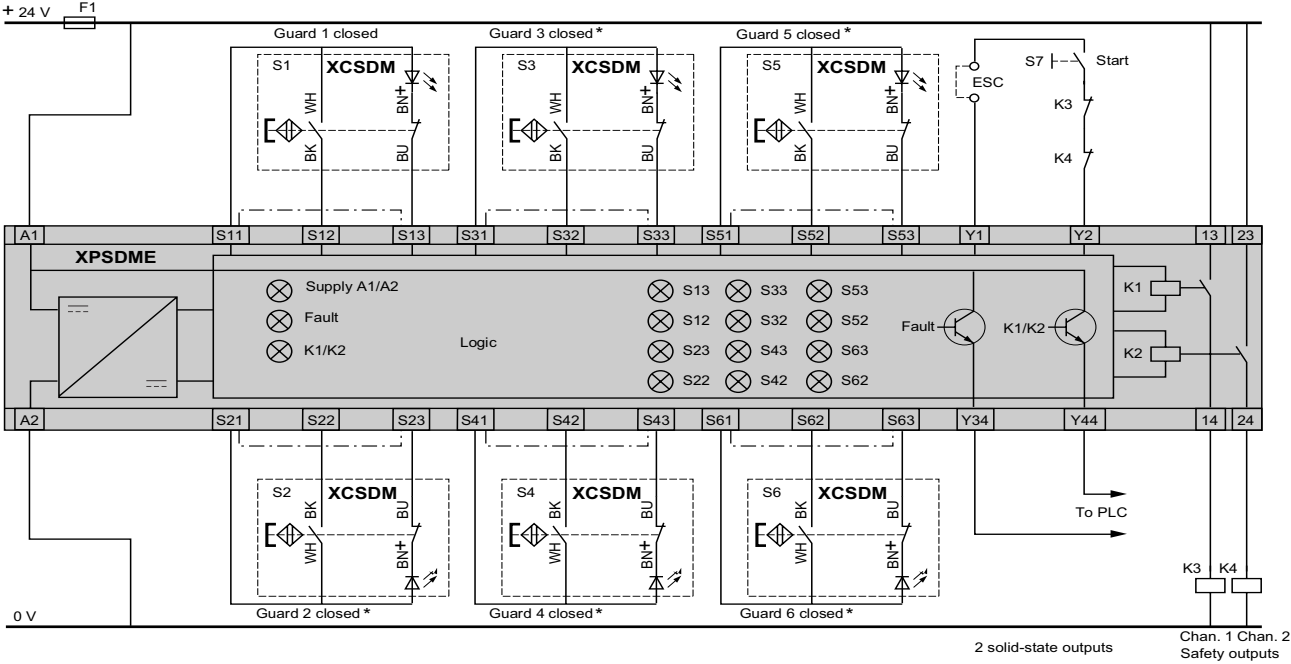 + 24 V F1
Guard 1 closed Guard 3 closed * Guard 5 closed *
S1 XCSDM S3 XCSDM S5 XCSDM S7 Start
ESC
WH BN+ WH BN+ WH BN+ K3
BK BU BK BU BK BU K4
A1 S11 S12 S13 S31 S32 S33 S51 S52 S53 Y1 Y2 13 23
XPSDME
Supply A1/A2 S13 S33 S53 K1
Fault S12 S32 S52 Fault K1/K2
K1/K2 Logic S23 S43 S63 K2
S22 S42 S62
A2 S21 S22 S23 S41 S42 S43 S61 S62 S63 Y34 Y44 14 24
S2 XCSDM S4 XCSDM S6 XCSDM
BK BU BK BU BK BU To PLC
WH BN+ WH BN+ WH BN+
K3 K4
Guard 2 closed * Guard 4 closed * Guard 6 closed *
0 V
2 solid-state outputs Chan. 1 Chan. 2
Safety outputs